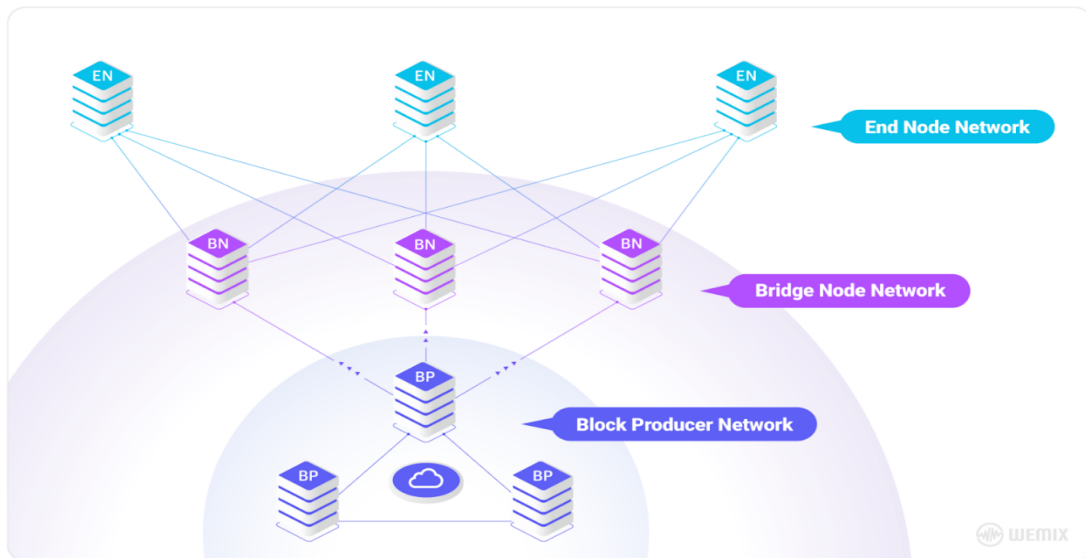 EN
EN
EN
End Node Network
BN
BN
BN
Bridge Node Network
BP
Block Producer Network
BP
BP
WEMIX